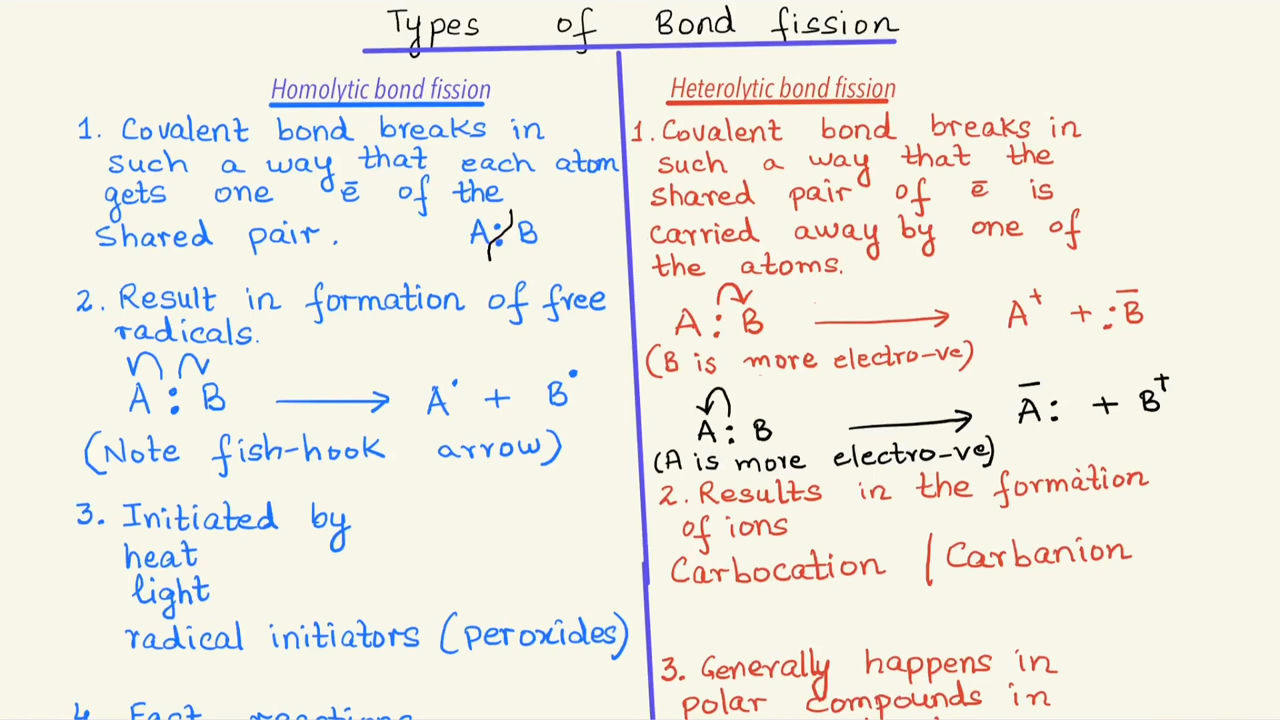 Types of Bond fission
Homolytic bond fission
1. Covalent bond breaks in
such a way that each atom
gets one ē of the
shared pair. A:B
2. Result in formation of free
radicals.
A : B ⟶ A• + B•
(Note fish-hook arrow)
3. Initiated by
heat
light
radical initiators (peroxides)
4. Fast reactions
Heterolytic bond fission
1. Covalent bond breaks in
such a way that the
shared pair of ē is
carried away by one of
the atoms.
A : B ⟶ A⁺ + :B̄
(B is more electro-ve)
A : B ⟶ Ā: + B⁺
(A is more electro-ve)
2. Results in the formation
of ions
Carbocation / Carbanion
3. Generally happens in
polar compounds in